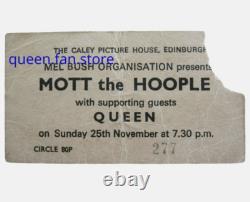 THE CALEY PICTURE HOUSE, EDINBURGH
queen fan store
MEL BUSH ORGANISATION presents
MOTT the HOOPLE
with supporting guests
QUEEN
on Sunday 25th November at 7.30 p.m.
CIRCLE 80P
277